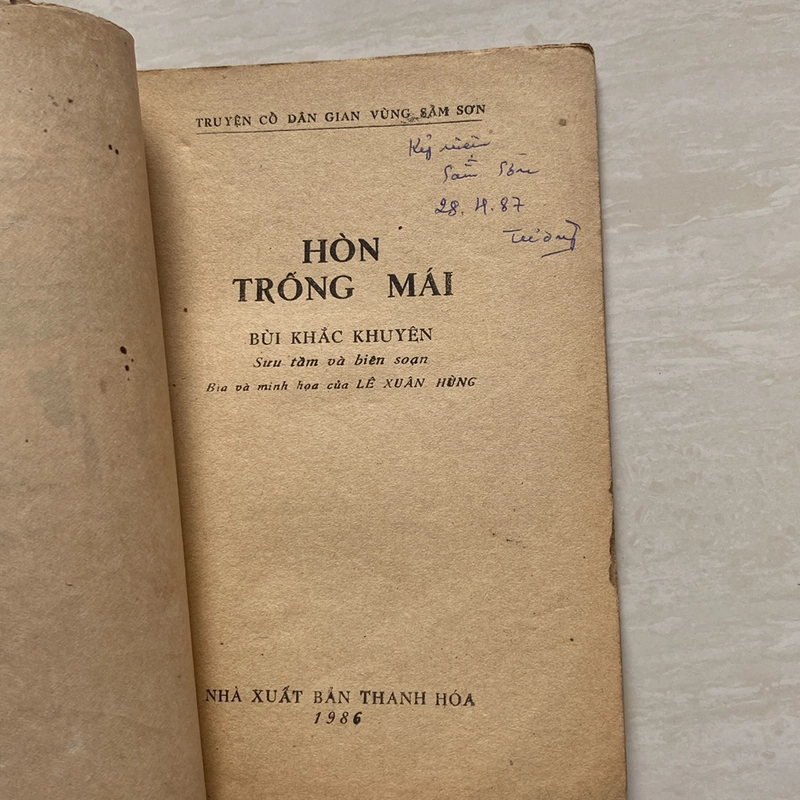 TRUYỆN CỔ DÂN GIAN VÙNG SẦM SƠN
Kỷ niệm
Sầm Sơn
28.4.87
HÒN
TRỐNG MÁI
BÙI KHẮC KHUYÊN
Sưu tầm và biên soạn
Bìa và minh họa của LÊ XUÂN HÙNG
NHÀ XUẤT BẢN THANH HÓA
1986